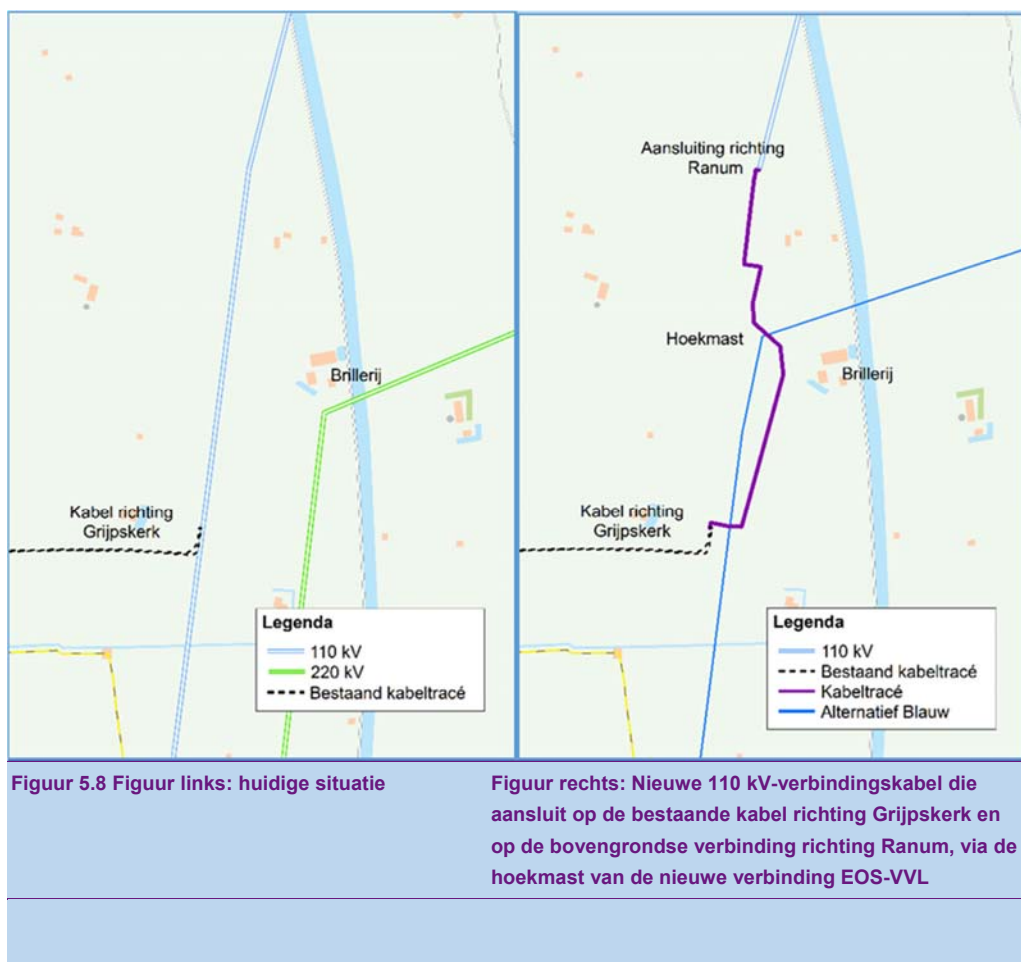 Brillerij
Kabel richting
Grijpskerk
Legenda
110 kV
220 kV
Bestaand kabeltracé
Aansluiting richting
Ranum
Hoekmast
Brillerij
Kabel richting
Grijpskerk
Legenda
110 kV
Bestaand kabeltracé
Kabeltracé
Alternatief Blauw
Figuur 5.8 Figuur links: huidige situatie
Figuur rechts: Nieuwe 110 kV-verbindingskabel die
aansluit op de bestaande kabel richting Grijpskerk en
op de bovengrondse verbinding richting Ranum, via de
hoekmast van de nieuwe verbinding EOS-VVL